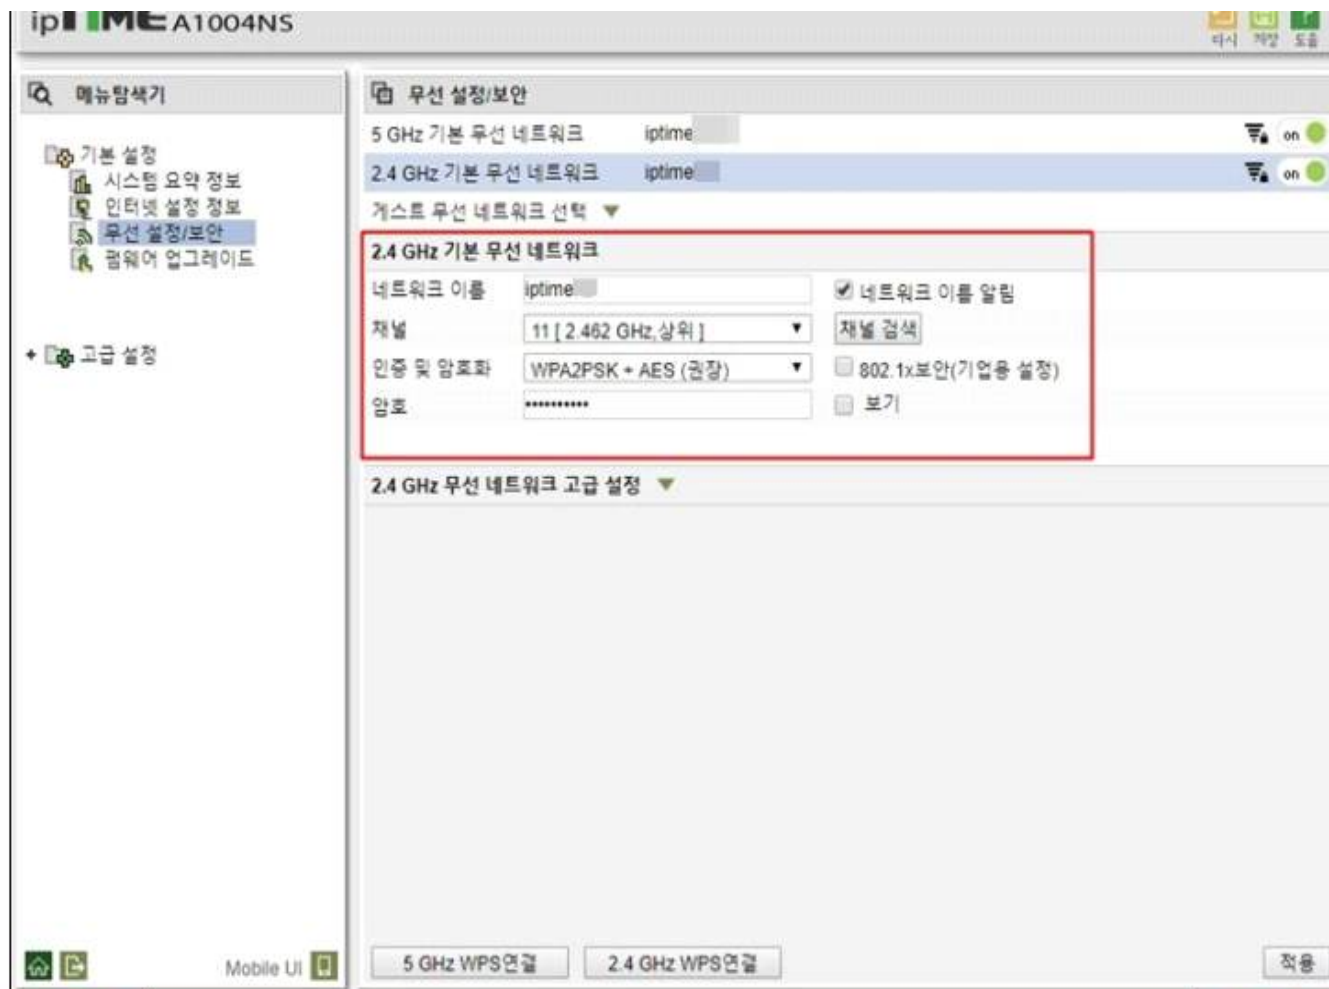 ipTIME A1004NS
다시 저장 도움
메뉴탐색기
기본 설정
시스템 요약 정보
인터넷 설정 정보
무선 설정/보안
펌웨어 업그레이드
고급 설정
Mobile UI
무선 설정/보안
5 GHz 기본 무선 네트워크 iptime on
2.4 GHz 기본 무선 네트워크 iptime on
게스트 무선 네트워크 선택
2.4 GHz 기본 무선 네트워크
네트워크 이름 iptime 네트워크 이름 알림
채널 11 [ 2.462 GHz,상위 ] 채널 검색
인증 및 암호화 WPA2PSK + AES (권장) 802.1x보안(기업용 설정)
암호 •••••••••• 보기
2.4 GHz 무선 네트워크 고급 설정
5 GHz WPS연결 2.4 GHz WPS연결 적용